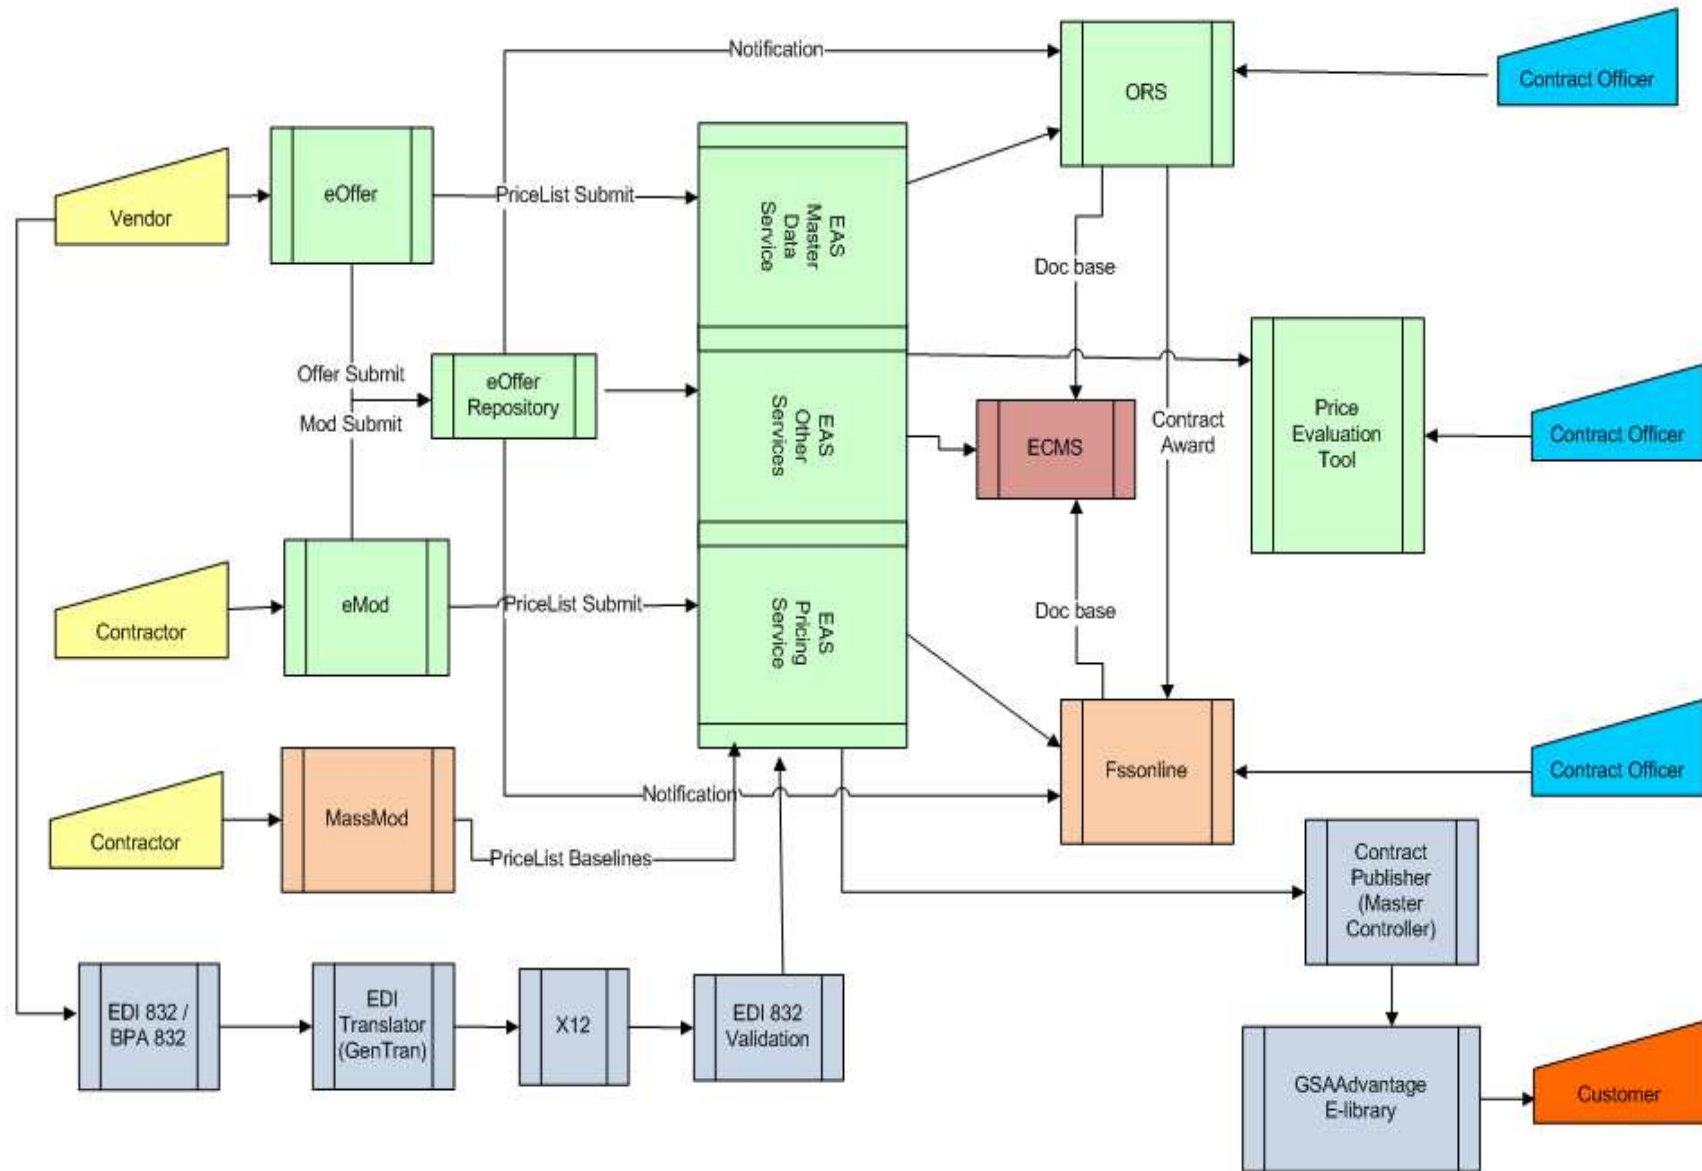 Notification
ORS
Contract Officer
Vendor
eOffer
PriceList Submit
EAS
Master
Data
Service
Doc base
Offer Submit
Mod Submit
eOffer
Repository
EAS
Other
Services
ECMS
Contract
Award
Price
Evaluation
Tool
Contract Officer
Contractor
eMod
PriceList Submit
EAS
Pricing
Service
Doc base
Fssonline
Contract Officer
Contractor
MassMod
Notification
PriceList Baselines
Contract
Publisher
(Master
Controller)
EDI 832 /
BPA 832
EDI
Translator
(GenTran)
X12
EDI 832
Validation
GSAAdvantage
E-library
Customer